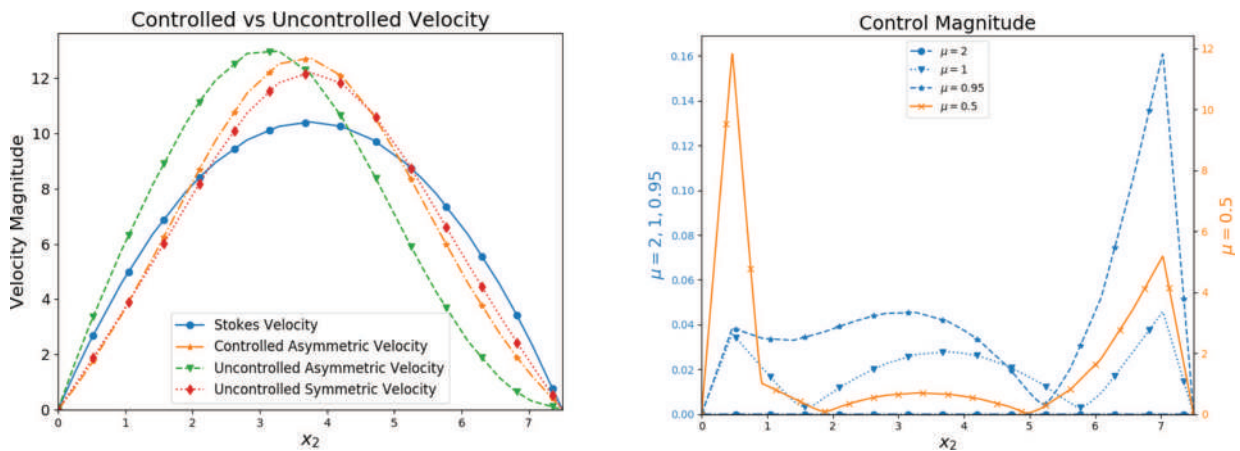 Controlled vs Uncontrolled Velocity
Velocity Magnitude
12
10
8
6
4
2
0
Stokes Velocity
Controlled Asymmetric Velocity
Uncontrolled Asymmetric Velocity
Uncontrolled Symmetric Velocity
0 1 2 3 4 5 6 7
x₂
Control Magnitude
μ = 2, 1, 0.95
0.16
0.14
0.12
0.10
0.08
0.06
0.04
0.02
0.00
μ = 2
μ = 1
μ = 0.95
μ = 0.5
12
10
8
6
4
2
0
μ = 0.5
0 1 2 3 4 5 6 7
x₂